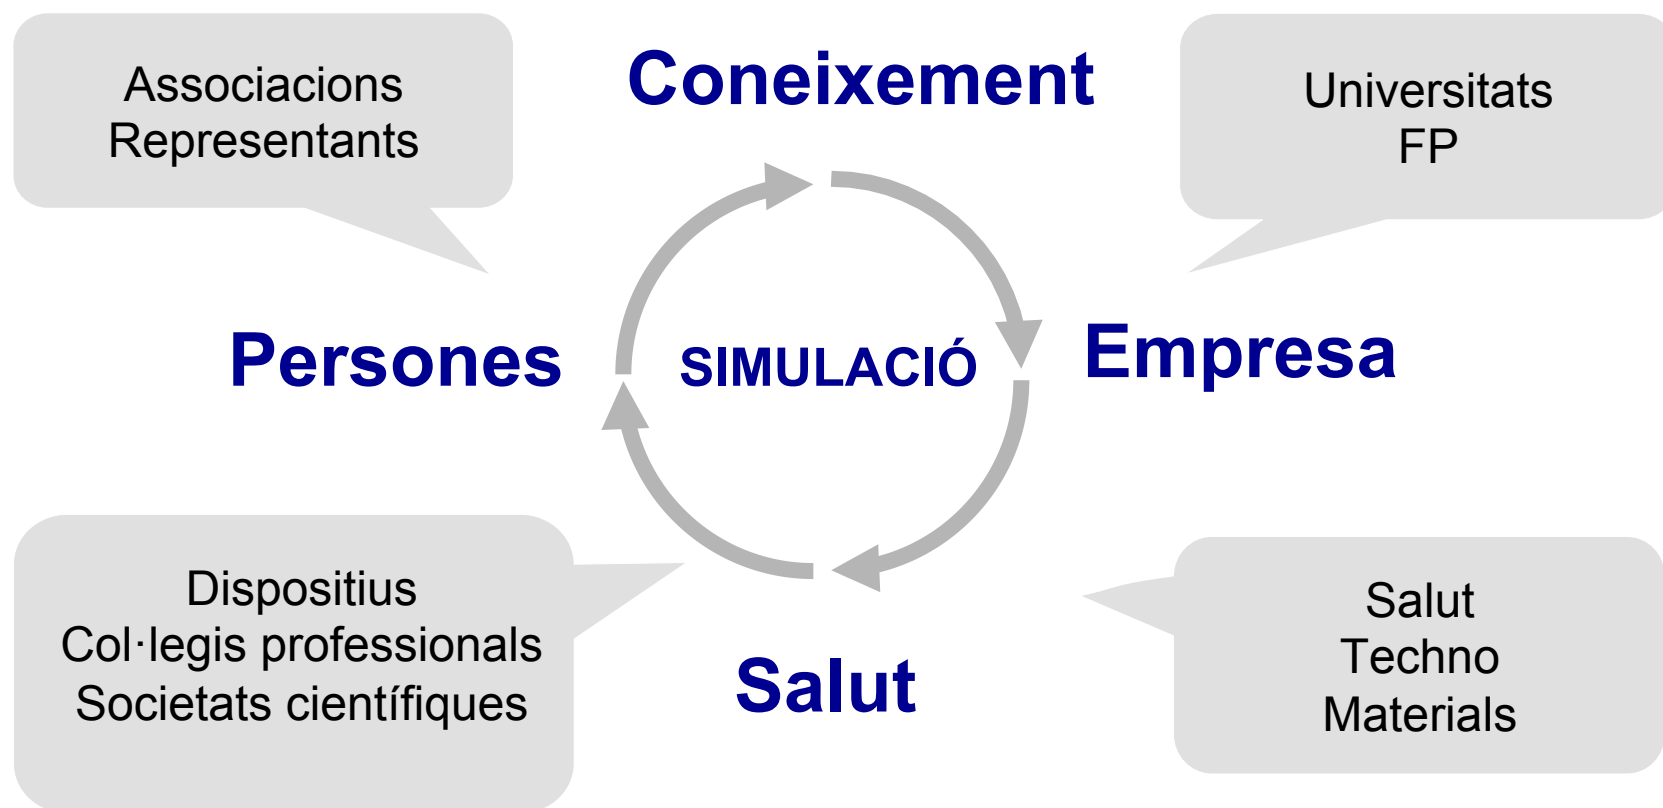 Associacions
Representants
Coneixement
Universitats
FP
Persones
SIMULACIÓ
Empresa
Dispositius
Col·legis professionals
Societats científiques
Salut
Salut
Techno
Materials